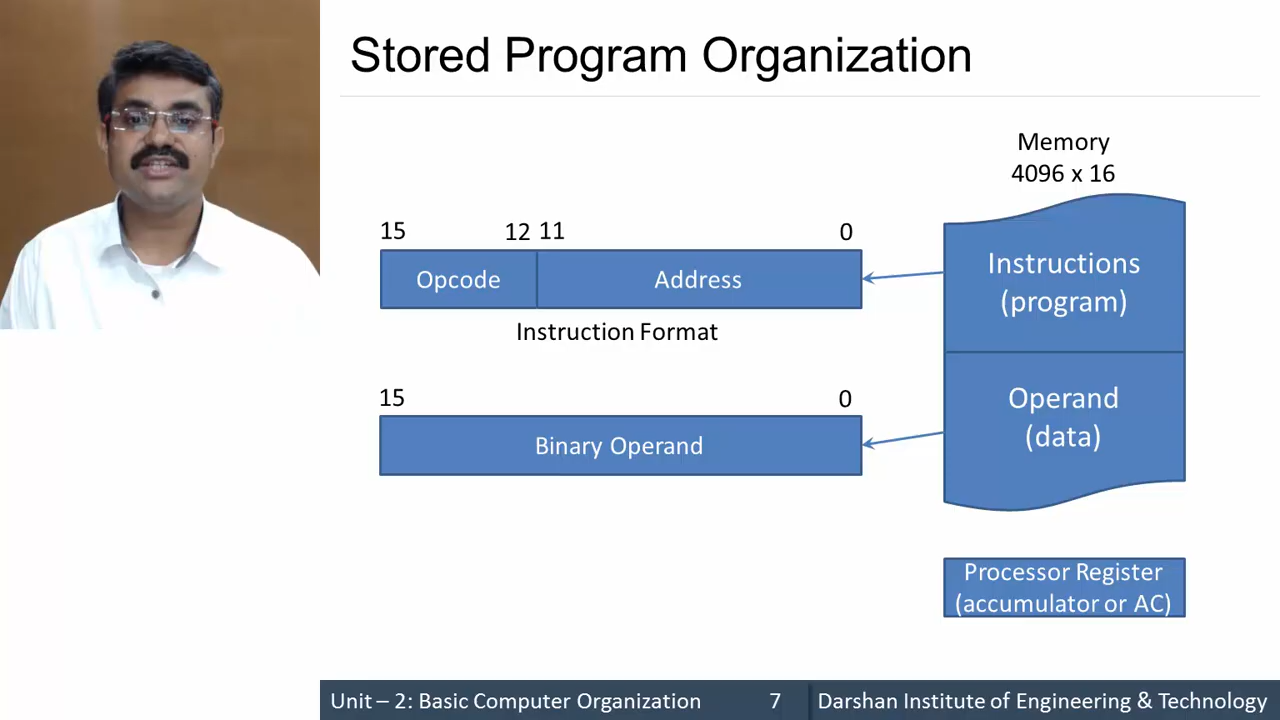 Stored Program Organization
Memory
4096 x 16
15 12 11 0
Opcode Address
Instruction Format
Instructions
(program)
15 0
Binary Operand
Operand
(data)
Processor Register
(accumulator or AC)
Unit – 2: Basic Computer Organization 7 Darshan Institute of Engineering & Technology